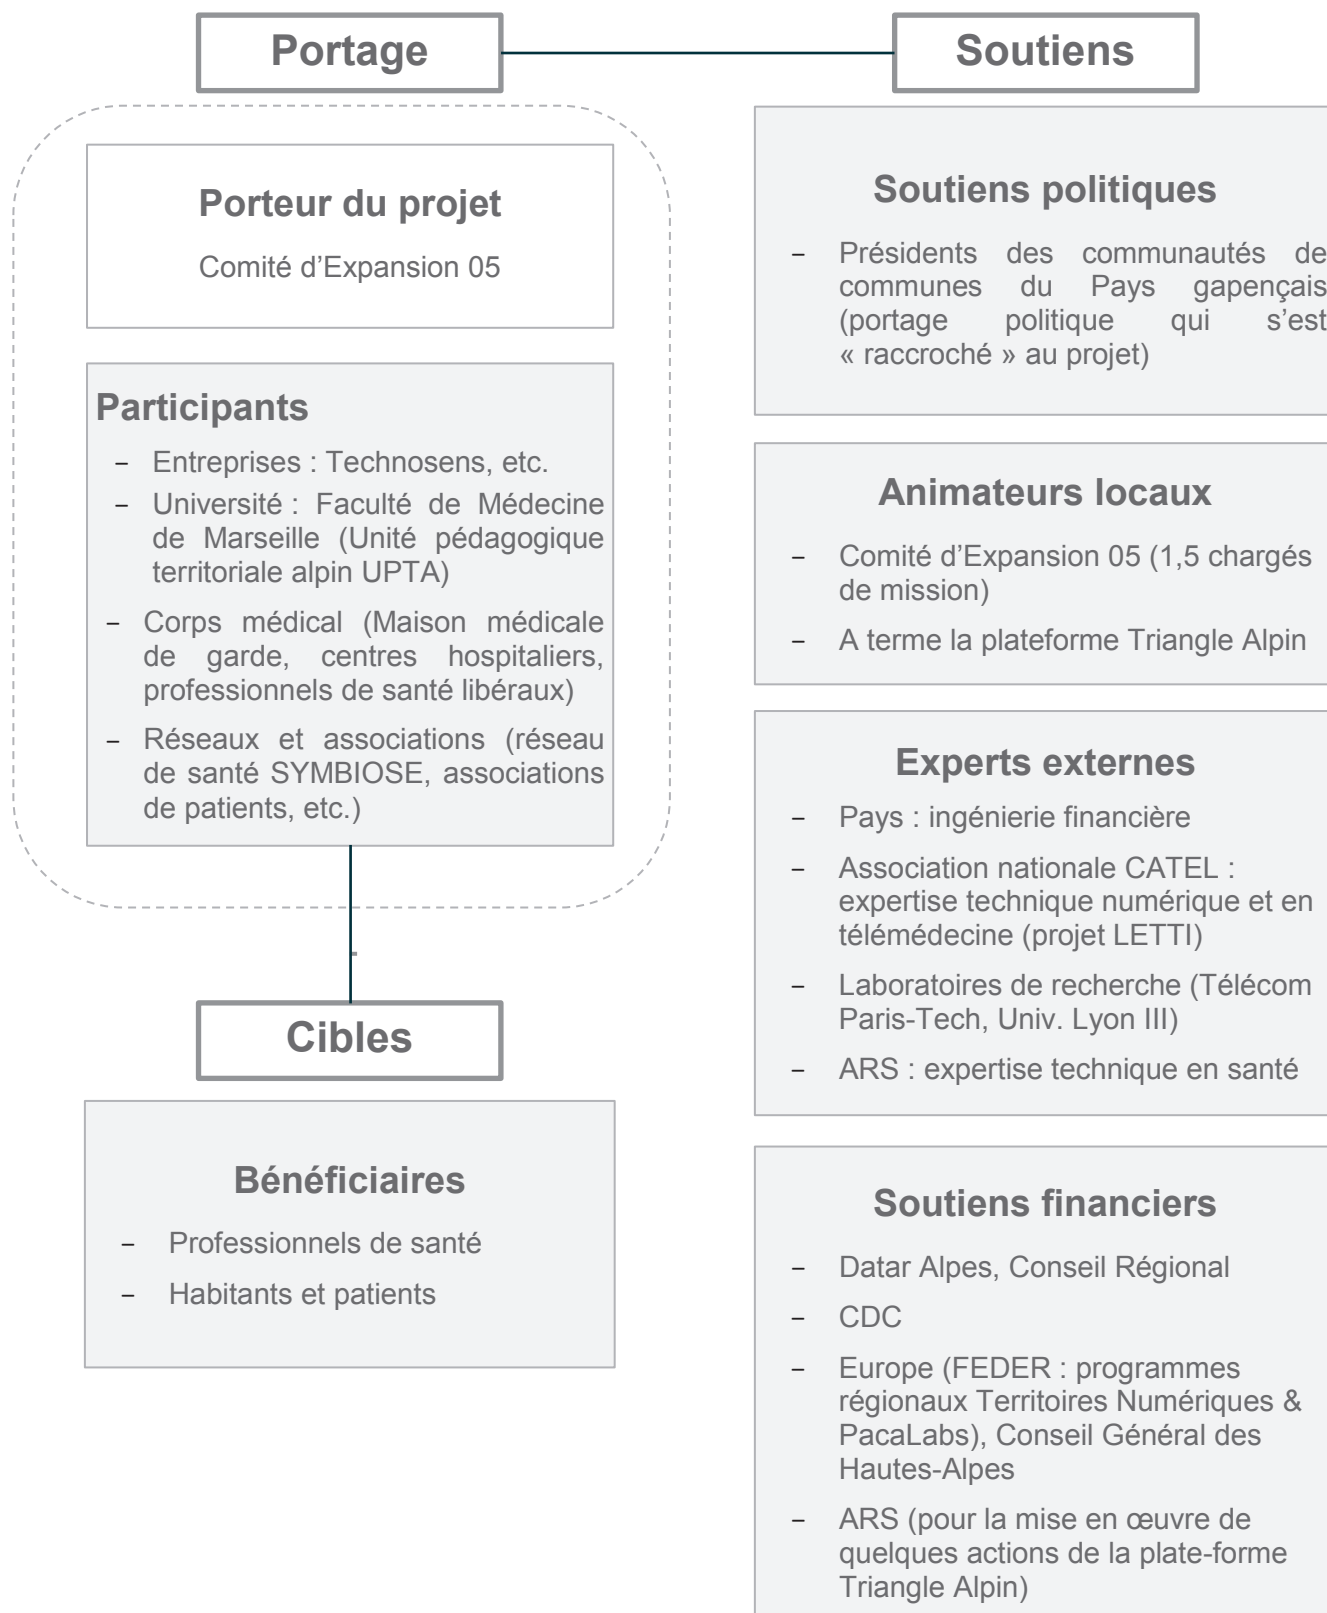 Portage
Porteur du projet
Comité d’Expansion 05
Participants
– Entreprises : Technosens, etc.
– Université : Faculté de Médecine
de Marseille (Unité pédagogique
territoriale alpin UPTA)
– Corps médical (Maison médicale
de garde, centres hospitaliers,
professionnels de santé libéraux)
– Réseaux et associations (réseau
de santé SYMBIOSE, associations
de patients, etc.)
Cibles
Bénéficiaires
– Professionnels de santé
– Habitants et patients
Soutiens
Soutiens politiques
– Présidents des communautés de
communes du Pays gapençais
(portage politique qui s’est
« raccroché » au projet)
Animateurs locaux
– Comité d’Expansion 05 (1,5 chargés
de mission)
– A terme la plateforme Triangle Alpin
Experts externes
– Pays : ingénierie financière
– Association nationale CATEL :
expertise technique numérique et en
télémédecine (projet LETTI)
– Laboratoires de recherche (Télécom
Paris-Tech, Univ. Lyon III)
– ARS : expertise technique en santé
Soutiens financiers
– Datar Alpes, Conseil Régional
– CDC
– Europe (FEDER : programmes
régionaux Territoires Numériques &
PacaLabs), Conseil Général des
Hautes-Alpes
– ARS (pour la mise en œuvre de
quelques actions de la plate-forme
Triangle Alpin)